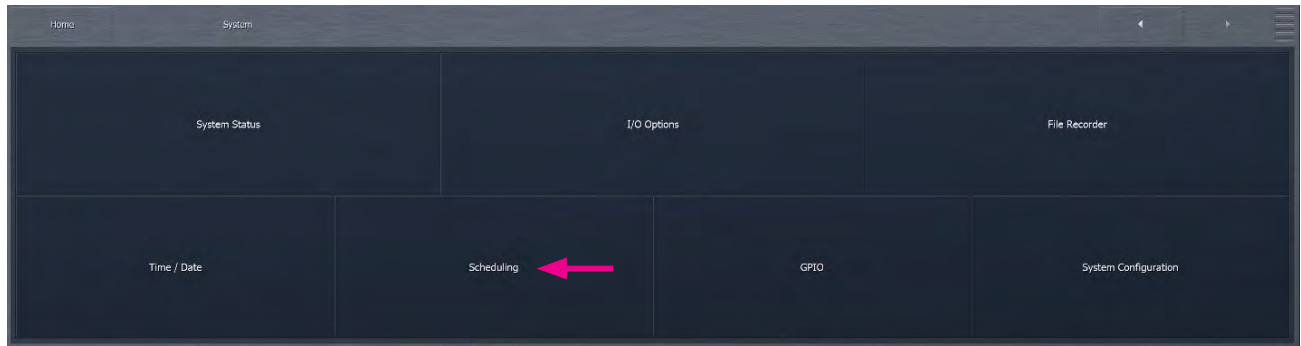 Home System
System Status I/O Options File Recorder
Time / Date Scheduling GPIO System Configuration